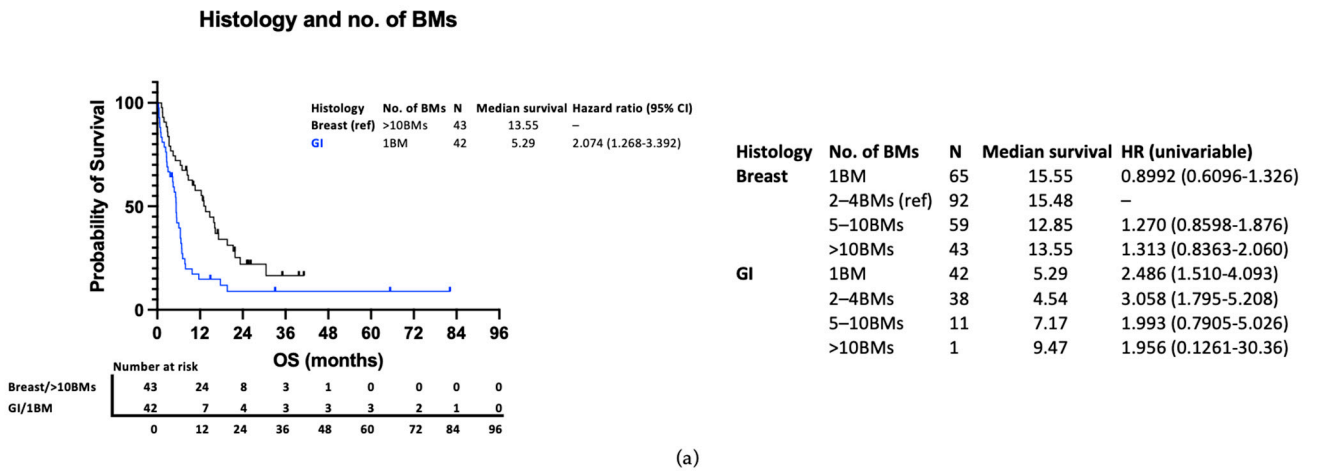 Histology and no. of BMs
Probability of Survival
100
50
0
0 12 24 36 48 60 72 84 96
OS (months)
Histology No. of BMs N Median survival Hazard ratio (95% CI)
Breast (ref) >10BMs 43 13.55 –
GI 1BM 42 5.29 2.074 (1.268-3.392)
Number at risk
Breast/>10BMs 43 24 8 3 1 0 0 0 0
GI/1BM 42 7 4 3 3 3 2 1 0
0 12 24 36 48 60 72 84 96
Histology No. of BMs N Median survival HR (univariable)
Breast 1BM 65 15.55 0.8992 (0.6096-1.326)
2–4BMs (ref) 92 15.48 –
5–10BMs 59 12.85 1.270 (0.8598-1.876)
>10BMs 43 13.55 1.313 (0.8363-2.060)
GI 1BM 42 5.29 2.486 (1.510-4.093)
2–4BMs 38 4.54 3.058 (1.795-5.208)
5–10BMs 11 7.17 1.993 (0.7905-5.026)
>10BMs 1 9.47 1.956 (0.1261-30.36)
(a)